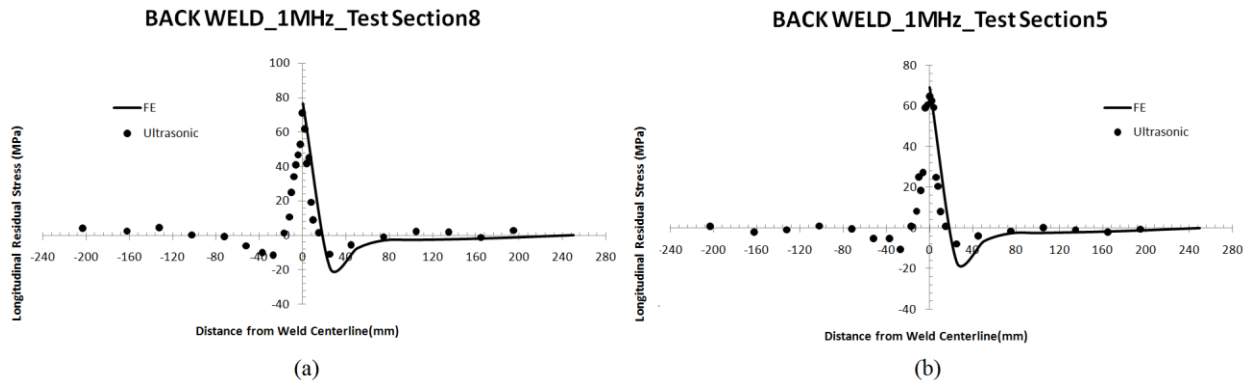 BACK WELD_1MHz_Test Section8
Longitudinal Residual Stress (MPa)
100
80
60
40
20
0
-20
-40
-240 -200 -160 -120 -80 -40 0 40 80 120 160 200 240 280
FE
Ultrasonic
Distance from Weld Centerline(mm)
(a)
BACK WELD_1MHz_Test Section5
Longitudinal Residual Stress (MPa)
80
60
40
20
0
-20
-40
-240 -200 -160 -120 -80 -40 0 40 80 120 160 200 240 280
FE
Ultrasonic
Distance from Weld Centerline(mm)
(b)